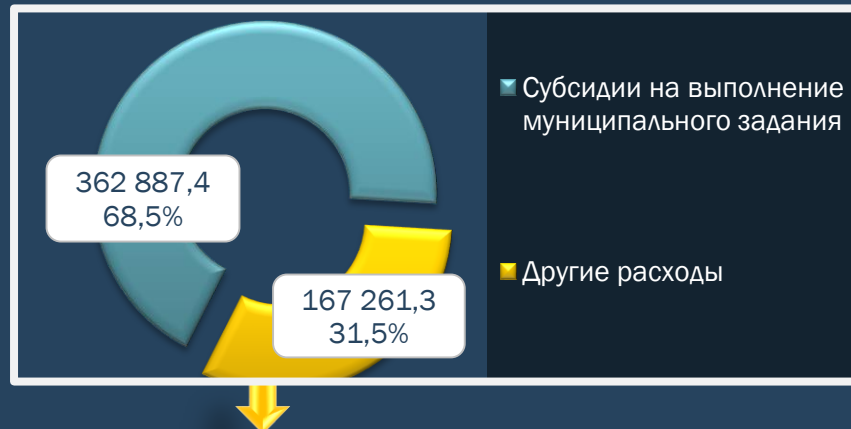 Субсидии на выполнение
муниципального задания
362 887,4
68,5%
Другие расходы
167 261,3
31,5%